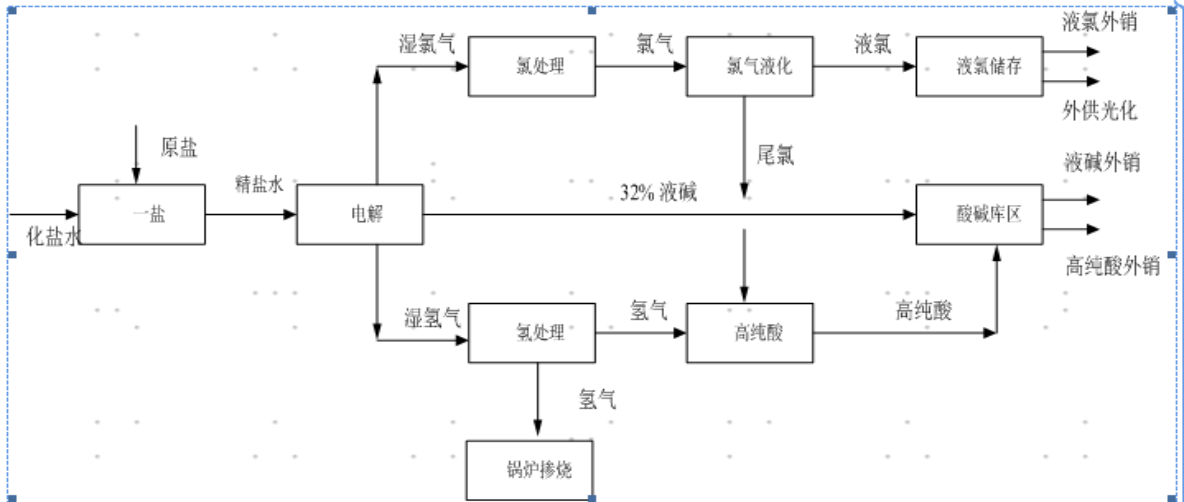 液氯外销
湿氯气
氯处理
氯气
氯气液化
液氯
液氯储存
外供光化
原盐
尾氯
液碱外销
精盐水
32% 液碱
一盐
电解
酸碱库区
化盐水
高纯酸外销
湿氢气
氢处理
氢气
高纯酸
高纯酸
氢气
锅炉掺烧